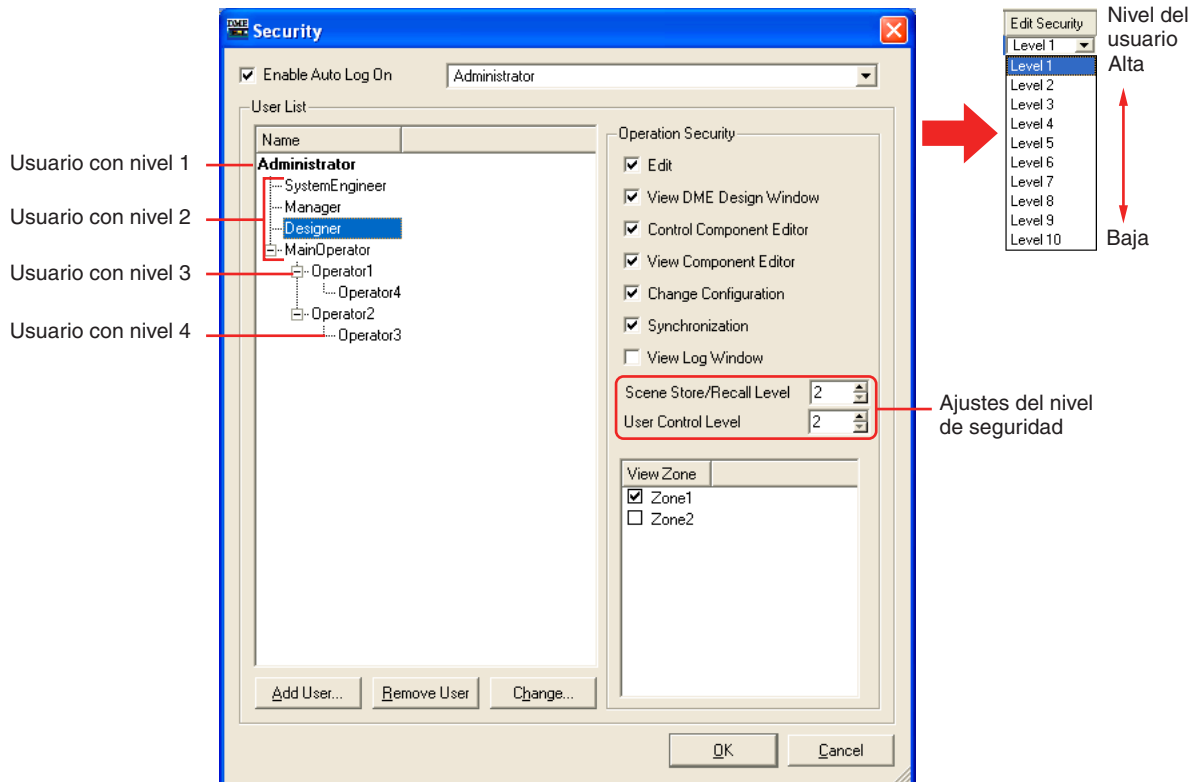 DME
Security
Enable Auto Log On
Administrator
User List
Name
Administrator
SystemEngineer
Manager
Designer
MainOperator
Operator1
Operator4
Operator2
Operator3
Usuario con nivel 1
Usuario con nivel 2
Usuario con nivel 3
Usuario con nivel 4
Operation Security
Edit
View DME Design Window
Control Component Editor
View Component Editor
Change Configuration
Synchronization
View Log Window
Scene Store/Recall Level 2
User Control Level 2
Ajustes del nivel
de seguridad
View Zone
Zone1
Zone2
Add User...
Remove User
Change...
OK
Cancel
Edit Security
Level 1
Level 1
Level 2
Level 3
Level 4
Level 5
Level 6
Level 7
Level 8
Level 9
Level 10
Nivel del
usuario
Alta
Baja